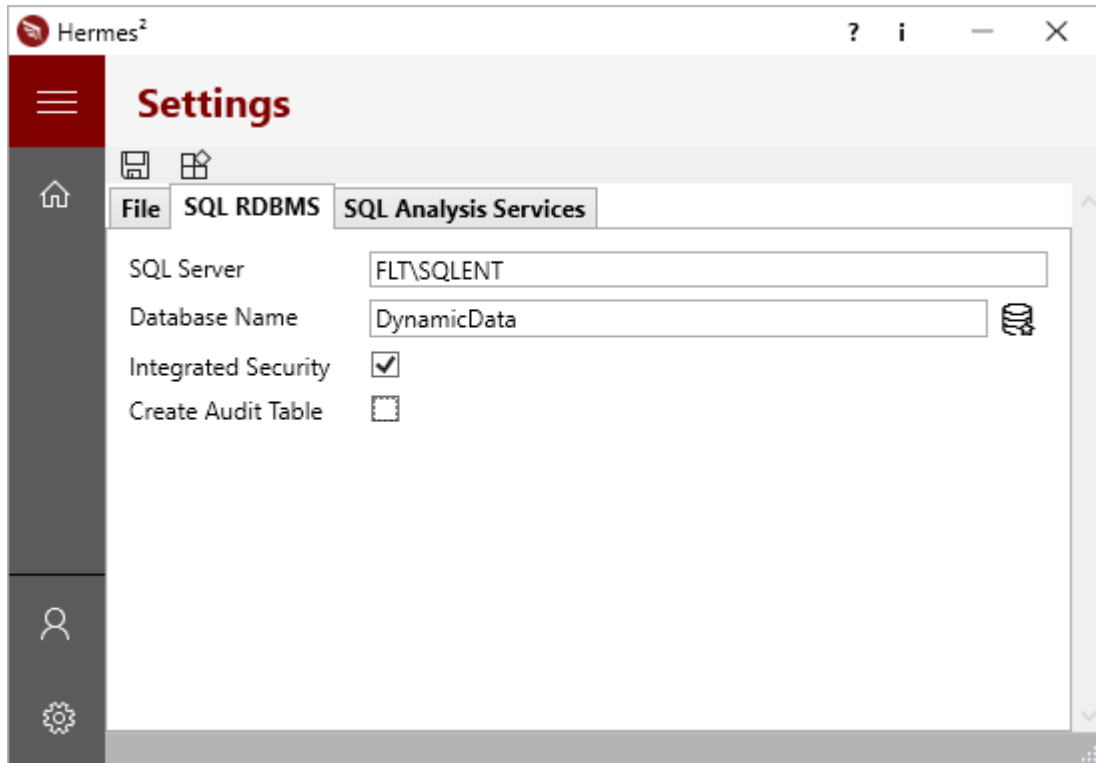 Hermes²
? i
Settings
File SQL RDBMS SQL Analysis Services
SQL Server FLT\SQLENT
Database Name DynamicData
Integrated Security
Create Audit Table